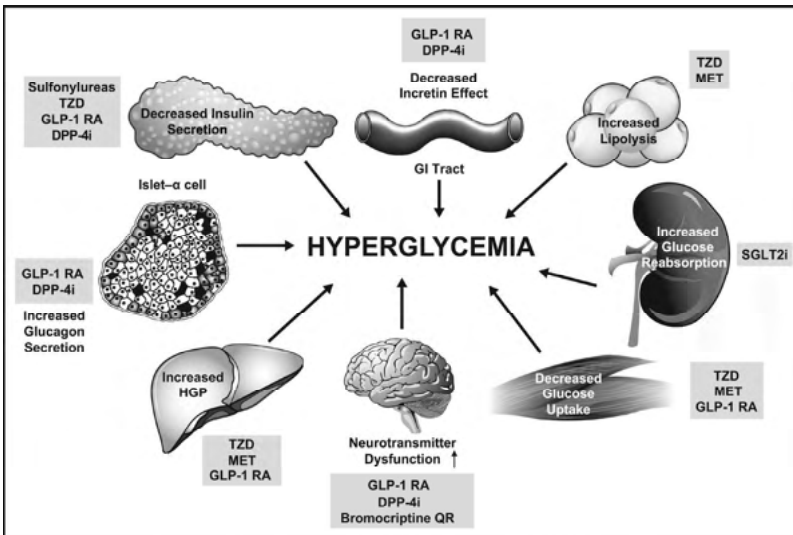 GLP-1 RA
DPP-4i
Decreased
Incretin Effect
GI Tract
Sulfonylureas
TZD
GLP-1 RA
DPP-4i
Decreased Insulin
Secretion
TZD
MET
Increased
Lipolysis
Islet–α cell
GLP-1 RA
DPP-4i
Increased
Glucagon
Secretion
HYPERGLYCEMIA
Increased
Glucose
Reabsorption
SGLT2i
Increased
HGP
TZD
MET
GLP-1 RA
Neurotransmitter
Dysfunction ↑
GLP-1 RA
DPP-4i
Bromocriptine QR
Decreased
Glucose
Uptake
TZD
MET
GLP-1 RA